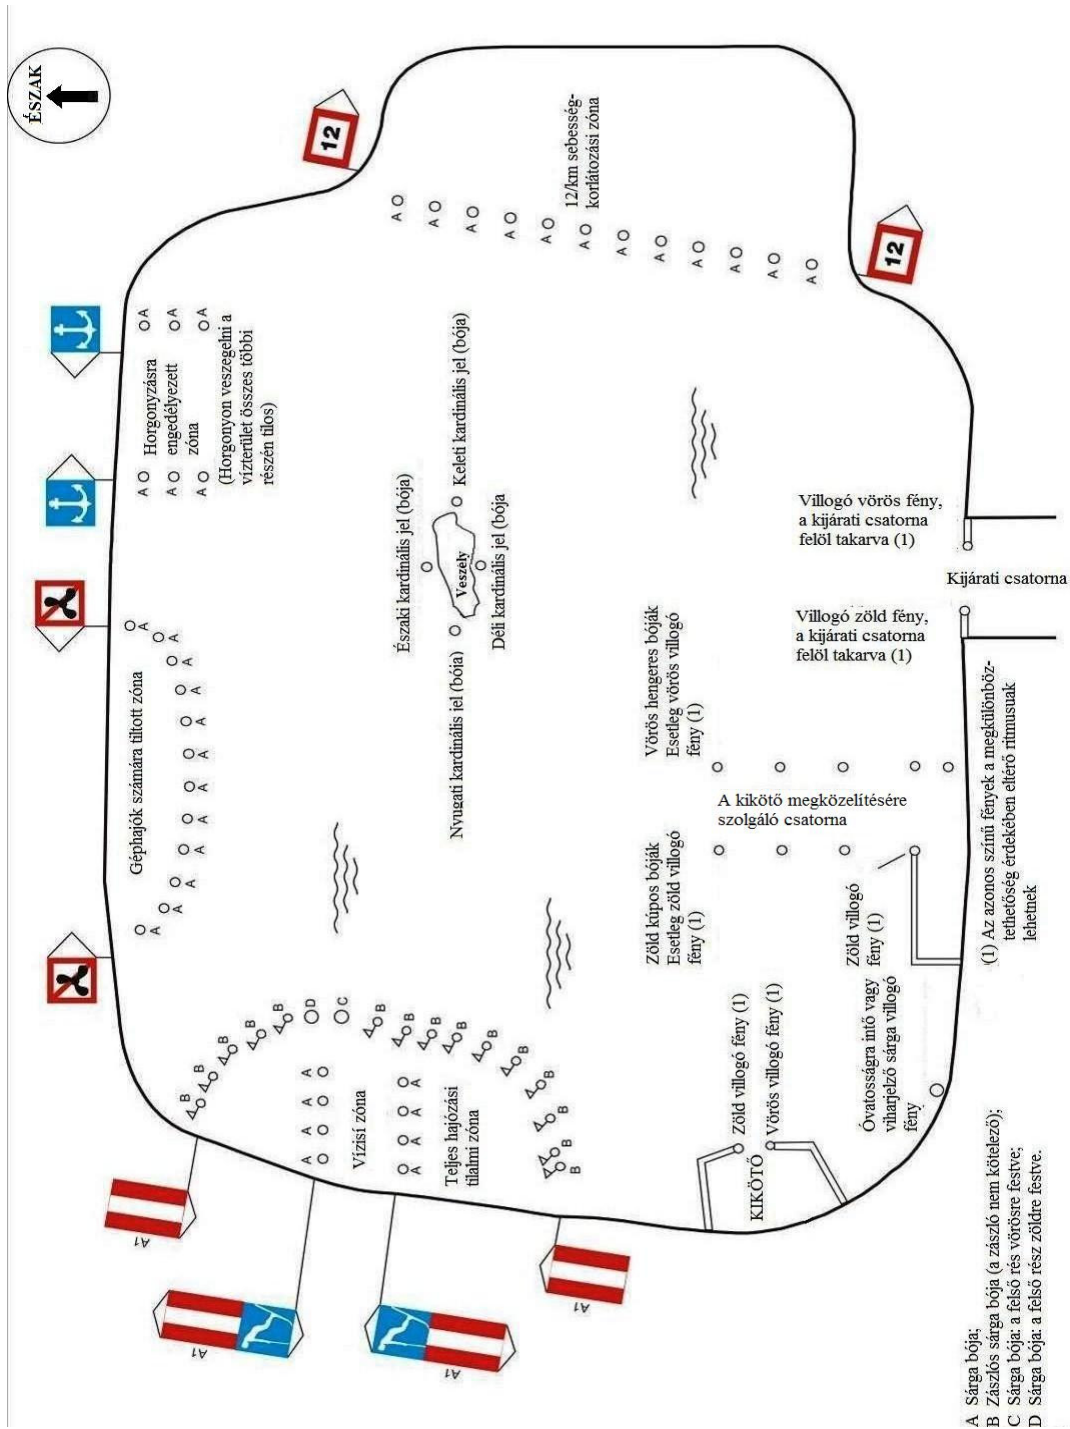 ÉSZAK
12
12
12/km sebesség-
korlátozási zóna
A A A A A A A A A A A A
Horgonyzásra
engedélyezett
zóna
(Horgonyon veszegelni a
vízterület összes többi
részén tilos)
A A A
A A A
Géphajók számára tiltott zóna
A A A A A A A A A A A A
Északi kardinális jel (bója)
Keleti kardinális jel (bója)
Veszély
Déli kardinális jel (bója
Nyugati kardinális jel (bója)
Villogó vörös fény,
a kijárati csatorna
felöl takarva (1)
Kijárati csatorna
Villogó zöld fény,
a kijárati csatorna
felöl takarva (1)
Vörös hengeres bóják
Esetleg vörös villogó
fény (1)
A kikötő megközelítésére
szolgáló csatorna
Zöld kúpos bóják
Esetleg zöld villogó
fény (1)
Zöld villogó
fény (1)
(1) Az azonos színű fények a megkülönböz-
tethetőség érdekében eltérő ritmusuak
lehetnek
B B B B B
D
C
B B B B B B B B B B
A A A A
Vízisí zóna
A A A A
Teljes hajózási
tilalmi zóna
A1
A1
A1
A1
Zöld villogó fény (1)
Vörös villogó fény (1)
KIKÖTŐ
Óvatosságra intő vagy
viharjelző sárga villogó
fény
A Sárga bója;
B Zászlós sárga bója (a zászló nem kötelező);
C Sárga bója: a felső rés vörösre festve;
D Sárga bója: a felső rész zöldre festve.